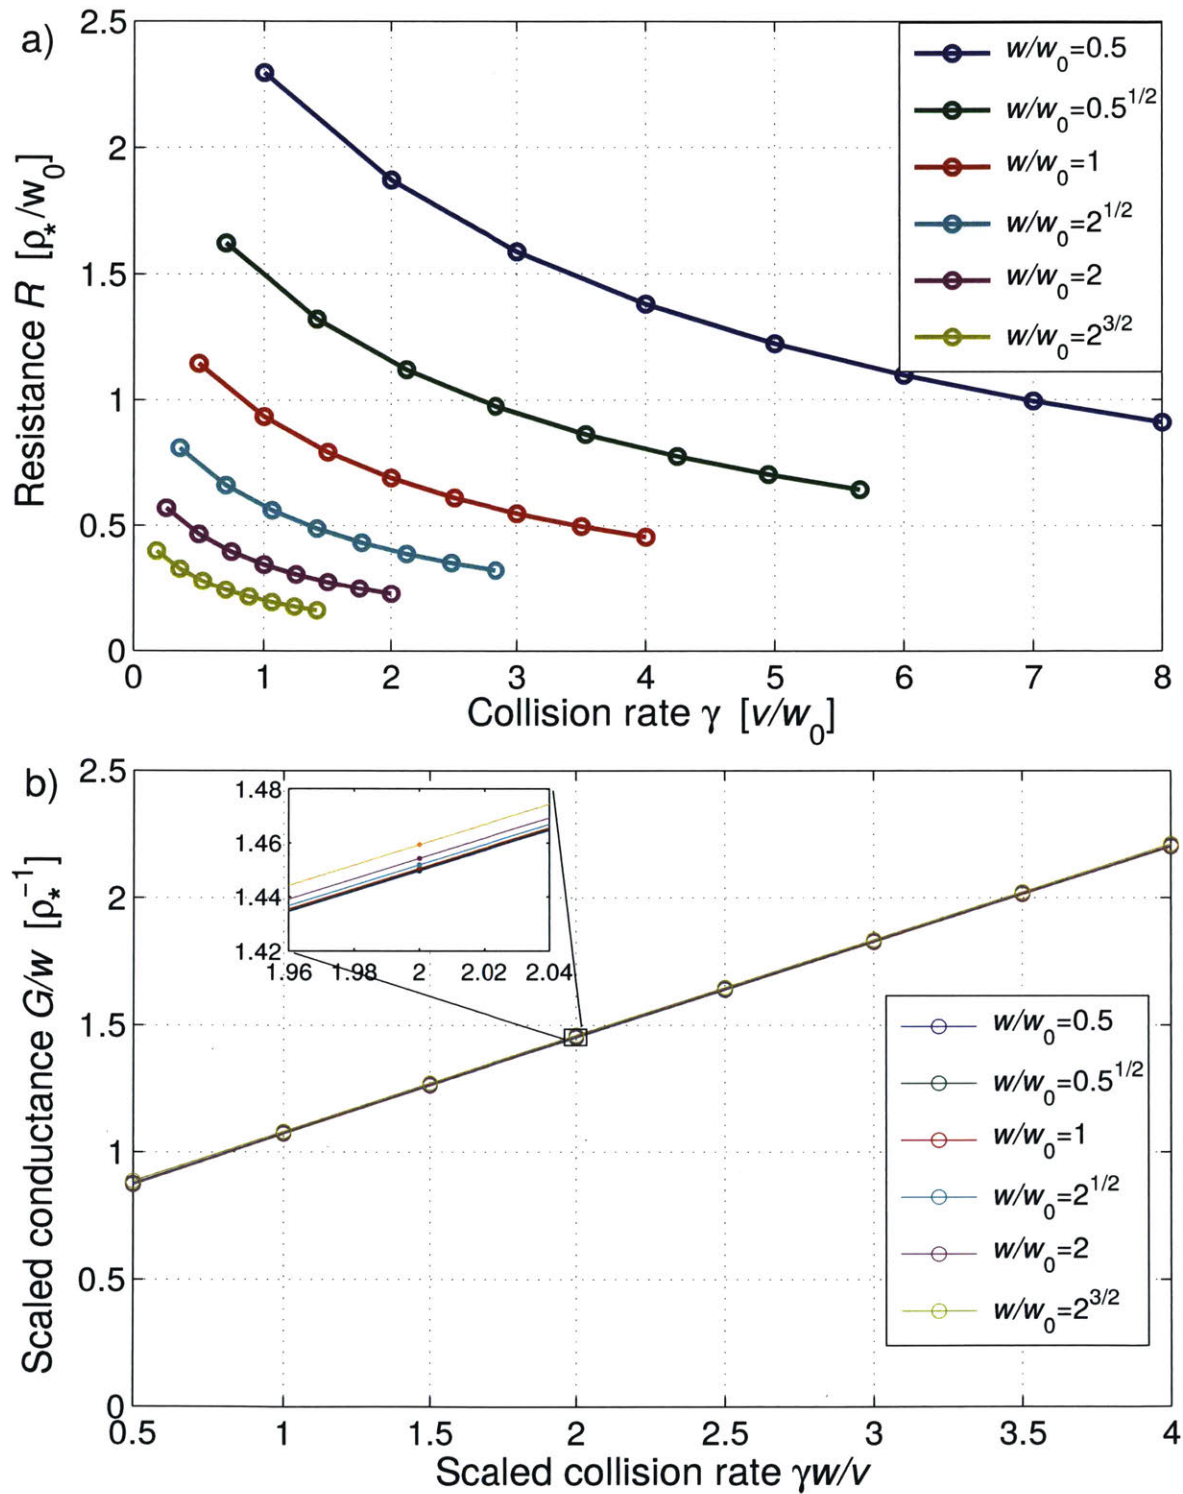 a)
2.5
2
1.5
1
0.5
0
Resistance R [ρ*/w0]
w/w0=0.5
w/w0=0.5^1/2
w/w0=1
w/w0=2^1/2
w/w0=2
w/w0=2^3/2
0 1 2 3 4 5 6 7 8
Collision rate γ [v/w0]
b)
2.5
2
1.5
1
0.5
0
Scaled conductance G/w [ρ*^−1]
1.48
1.46
1.44
1.42
1.96 1.98 2 2.02 2.04
w/w0=0.5
w/w0=0.5^1/2
w/w0=1
w/w0=2^1/2
w/w0=2
w/w0=2^3/2
0.5 1 1.5 2 2.5 3 3.5 4
Scaled collision rate γw/v